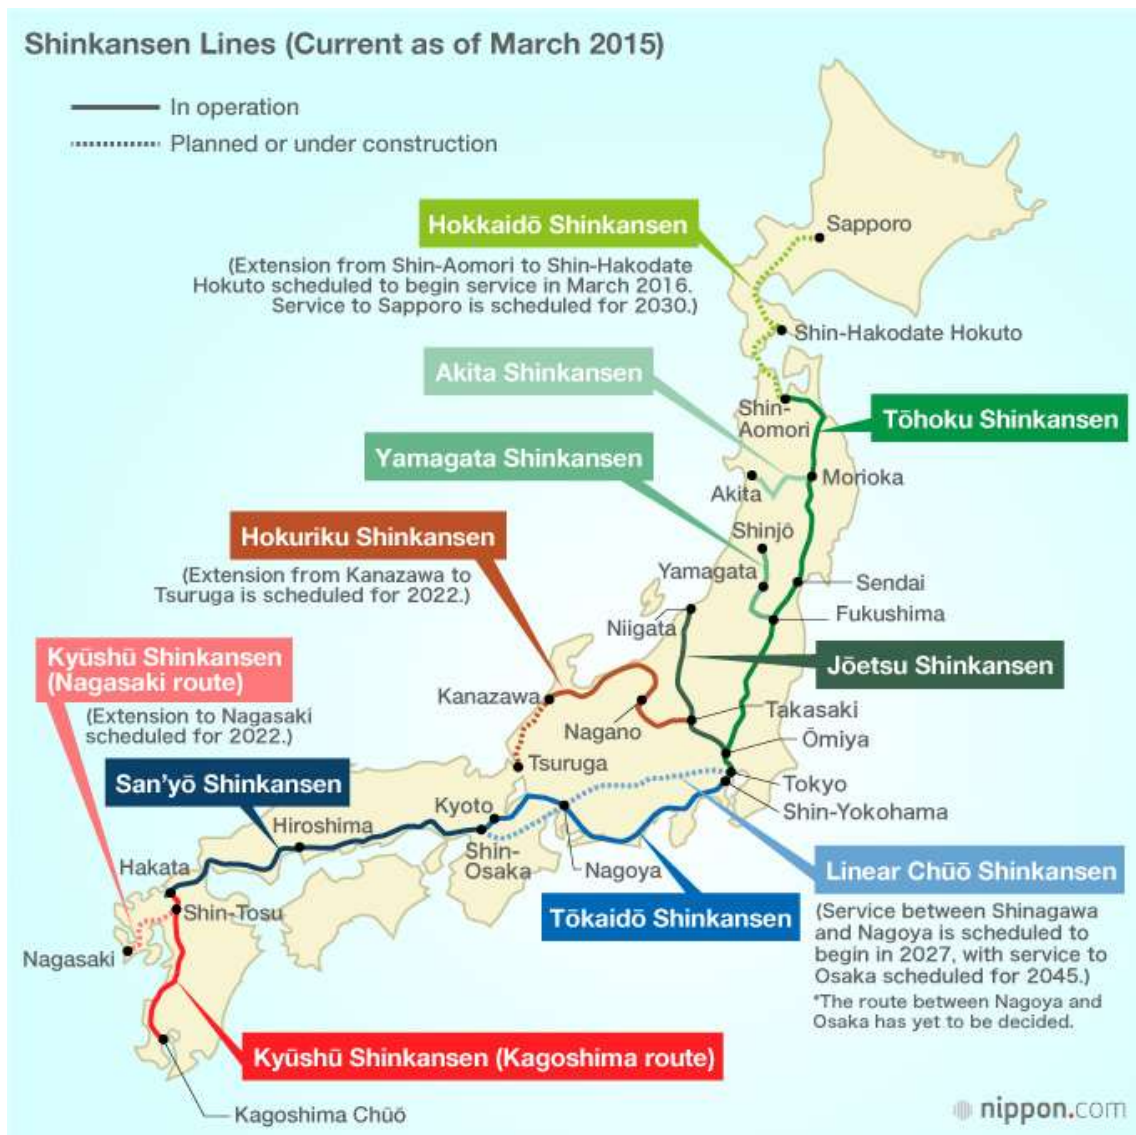 Shinkansen Lines (Current as of March 2015)
In operation
Planned or under construction
Hokkaidō Shinkansen
(Extension from Shin-Aomori to Shin-Hakodate
Hokuto scheduled to begin service in March 2016.
Service to Sapporo is scheduled for 2030.)
Sapporo
Shin-Hakodate Hokuto
Akita Shinkansen
Shin-
Aomori
Tōhoku Shinkansen
Yamagata Shinkansen
Akita
Morioka
Hokuriku Shinkansen
(Extension from Kanazawa to
Tsuruga is scheduled for 2022.)
Shinjō
Yamagata
Sendai
Fukushima
Niigata
Kyūshū Shinkansen
(Nagasaki route)
(Extension to Nagasaki
scheduled for 2022.)
Jōetsu Shinkansen
Kanazawa
Nagano
Takasaki
Ōmiya
Tsuruga
Tokyo
Shin-Yokohama
San'yō Shinkansen
Kyoto
Hiroshima
Shin-
Osaka
Nagoya
Hakata
Shin-Tosu
Nagasaki
Tōkaidō Shinkansen
Linear Chūō Shinkansen
(Service between Shinagawa
and Nagoya is scheduled to
begin in 2027, with service to
Osaka scheduled for 2045.)
*The route between Nagoya and
Osaka has yet to be decided.
Kyūshū Shinkansen (Kagoshima route)
Kagoshima Chūō
nippon.com